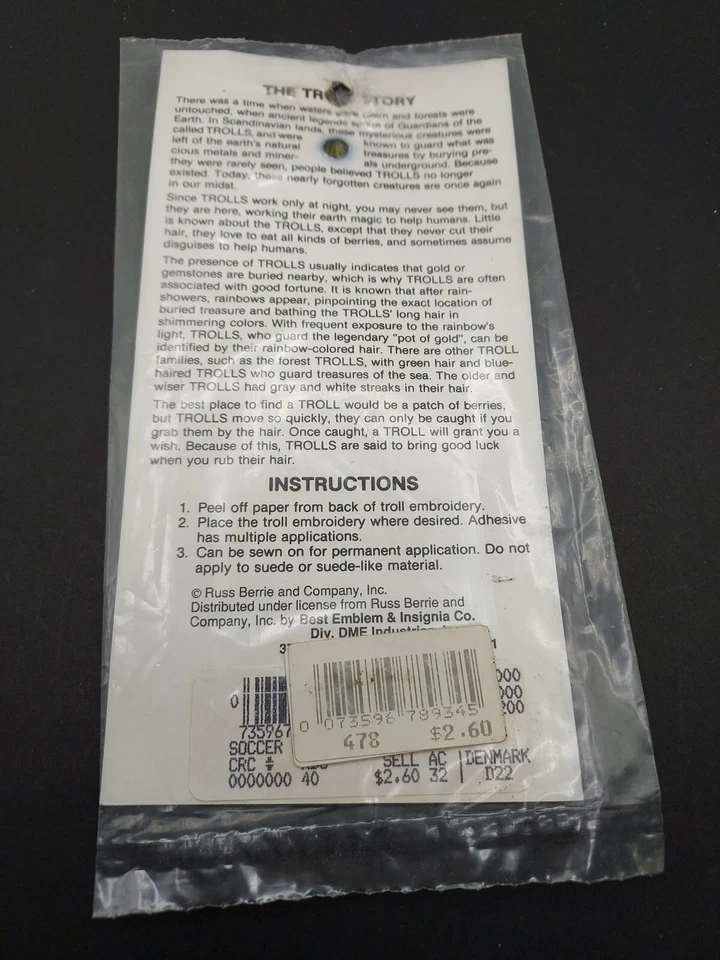 THE TR STORY
There was a time when waters were clean and forests were
untouched, when ancient legends spoke of Guardians of the
Earth. In Scandinavian lands, these mysterious creatures were
called TROLLS, and were known to guard what was
left of the earth's natural treasures by burying pre-
cious metals and miner- als underground. Because
they were rarely seen, people believed TROLLS no longer
existed. Today, these nearly forgotten creatures are once again
in our midst.
Since TROLLS work only at night, you may never see them, but
they are here, working their earth magic to help humans. Little
is known about the TROLLS, except that they never cut their
hair, they love to eat all kinds of berries, and sometimes assume
disguises to help humans.
The presence of TROLLS usually indicates that gold or
gemstones are buried nearby, which is why TROLLS are often
associated with good fortune. It is known that after rain-
showers, rainbows appear, pinpointing the exact location of
buried treasure and bathing the TROLLS' long hair in
shimmering colors. With frequent exposure to the rainbow's
light, TROLLS, who guard the legendary "pot of gold", can be
identified by their rainbow-colored hair. There are other TROLL
families, such as the forest TROLLS, with green hair and blue-
haired TROLLS who guard treasures of the sea. The older and
wiser TROLLS had gray and white streaks in their hair.
The best place to find a TROLL would be a patch of berries,
but TROLLS move so quickly, they can only be caught if you
grab them by the hair. Once caught, a TROLL will grant you a
wish. Because of this, TROLLS are said to bring good luck
when you rub their hair.
INSTRUCTIONS
1. Peel off paper from back of troll embroidery.
2. Place the troll embroidery where desired. Adhesive
has multiple applications.
3. Can be sewn on for permanent application. Do not
apply to suede or suede-like material.
© Russ Berrie and Company, Inc.
Distributed under license from Russ Berrie and
Company, Inc. by Best Emblem & Insignia Co.
Div. DME Industries
0 735967
SOCCER
CRC
0000000 40
0 073596 789345
478 $2.60
000
000
200
SELL AC DENMARK
$2.60 32 D22